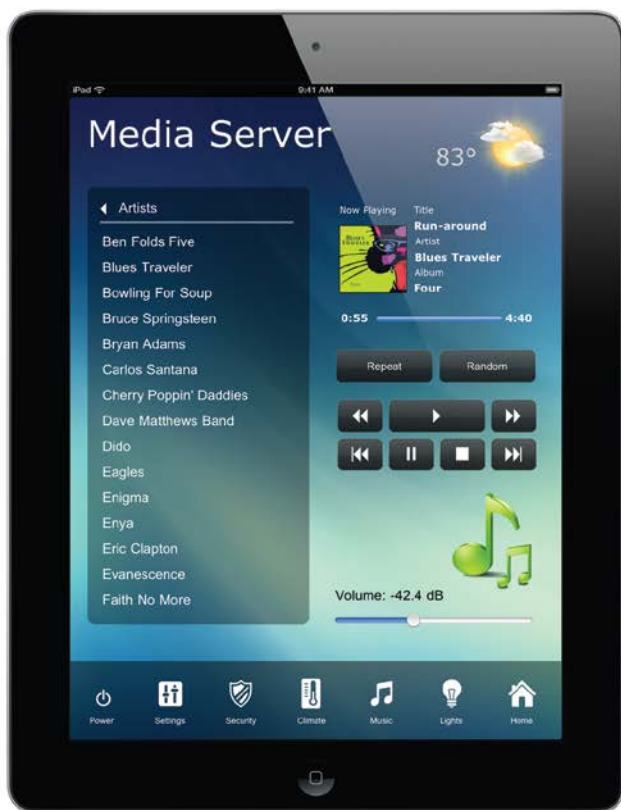 iPad
9:41 AM
Media Server
83°
Artists
Ben Folds Five
Blues Traveler
Bowling For Soup
Bruce Springsteen
Bryan Adams
Carlos Santana
Cherry Poppin' Daddies
Dave Matthews Band
Dido
Eagles
Enigma
Enya
Eric Clapton
Evanescence
Faith No More
Now Playing
Title
Run-around
Artist
Blues Traveler
Album
Four
0:55
4:40
Repeat
Random
Volume: -42.4 dB
Power
Settings
Security
Climate
Music
Lights
Home